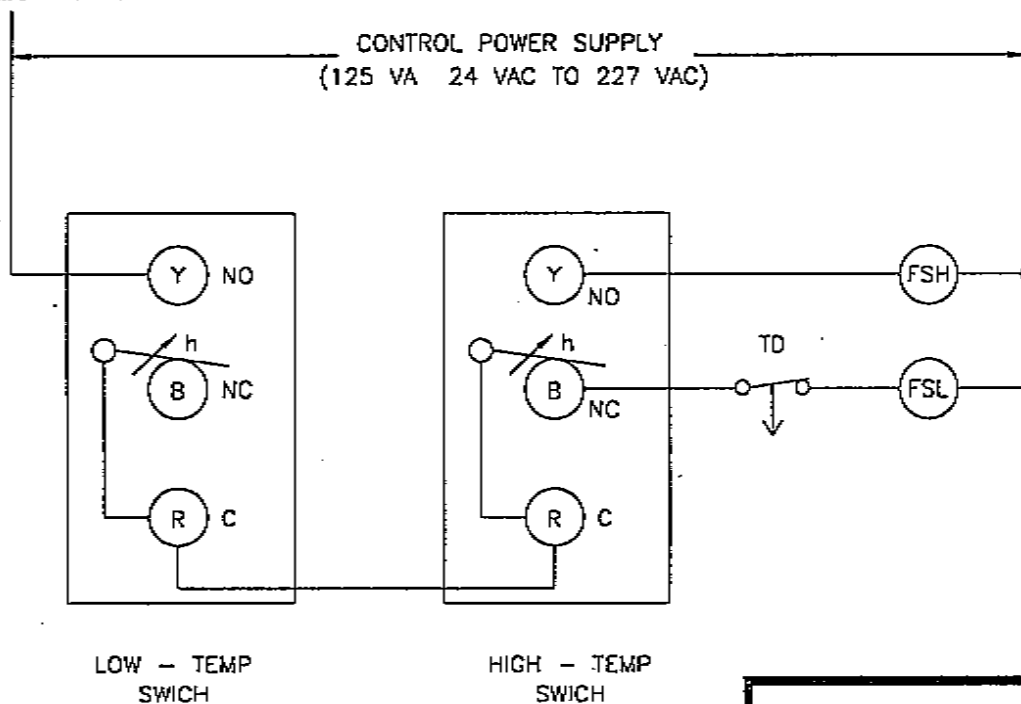 CONTROL POWER SUPPLY
(125 VA 24 VAC TO 227 VAC)
Y NO
Y NO
FSH
h
h
TD
B NC
B NC
FSL
R C
R C
LOW - TEMP
SWICH
HIGH - TEMP
SWICH